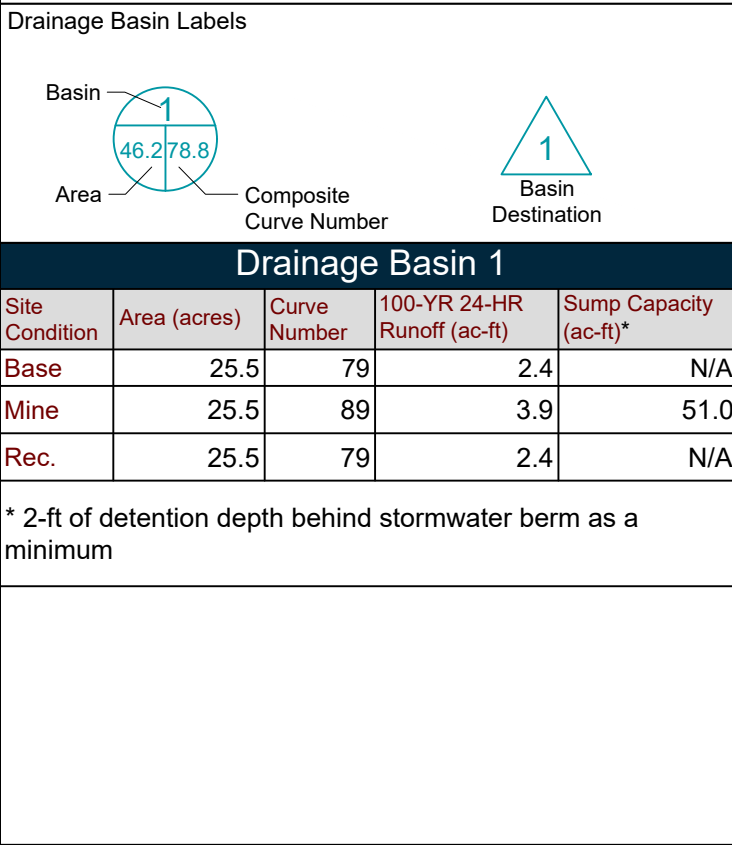 Drainage Basin Labels
Basin
1
46.2 78.8
Area
Composite
Curve Number
1
Basin
Destination
Drainage Basin 1
Site Condition Area (acres) Curve Number 100-YR 24-HR Runoff (ac-ft) Sump Capacity (ac-ft)*
Base 25.5 79 2.4 N/A
Mine 25.5 89 3.9 51.0
Rec. 25.5 79 2.4 N/A
* 2-ft of detention depth behind stormwater berm as a
minimum